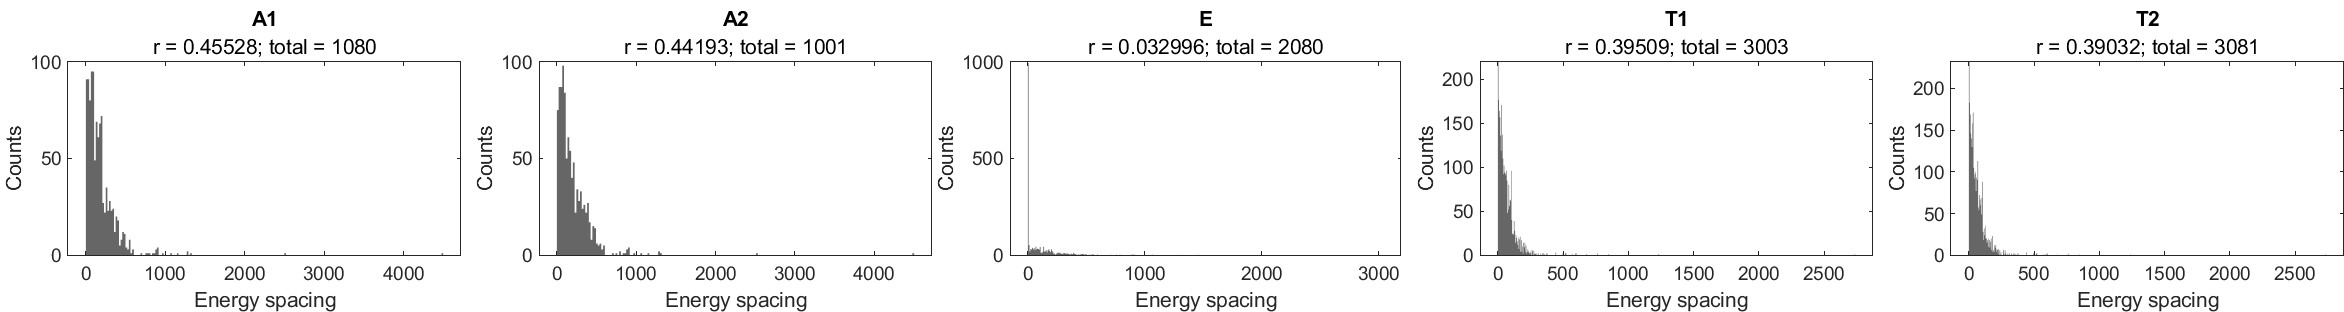 A1
r = 0.45528; total = 1080
100
50
0
Counts
0 1000 2000 3000 4000
Energy spacing
A2
r = 0.44193; total = 1001
100
50
0
Counts
0 1000 2000 3000 4000
Energy spacing
E
r = 0.032996; total = 2080
1000
500
0
Counts
0 1000 2000 3000
Energy spacing
T1
r = 0.39509; total = 3003
200
150
100
50
0
Counts
0 500 1000 1500 2000 2500
Energy spacing
T2
r = 0.39032; total = 3081
200
150
100
50
0
Counts
0 500 1000 1500 2000 2500
Energy spacing